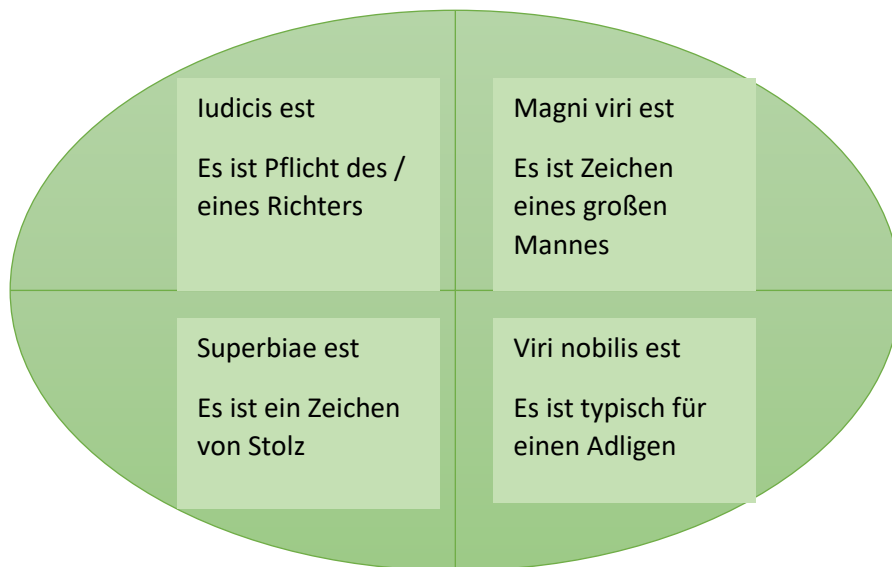 Iudicis est
Es ist Pflicht des /
eines Richters
Magni viri est
Es ist Zeichen
eines großen
Mannes
Superbiae est
Es ist ein Zeichen
von Stolz
Viri nobilis est
Es ist typisch für
einen Adligen